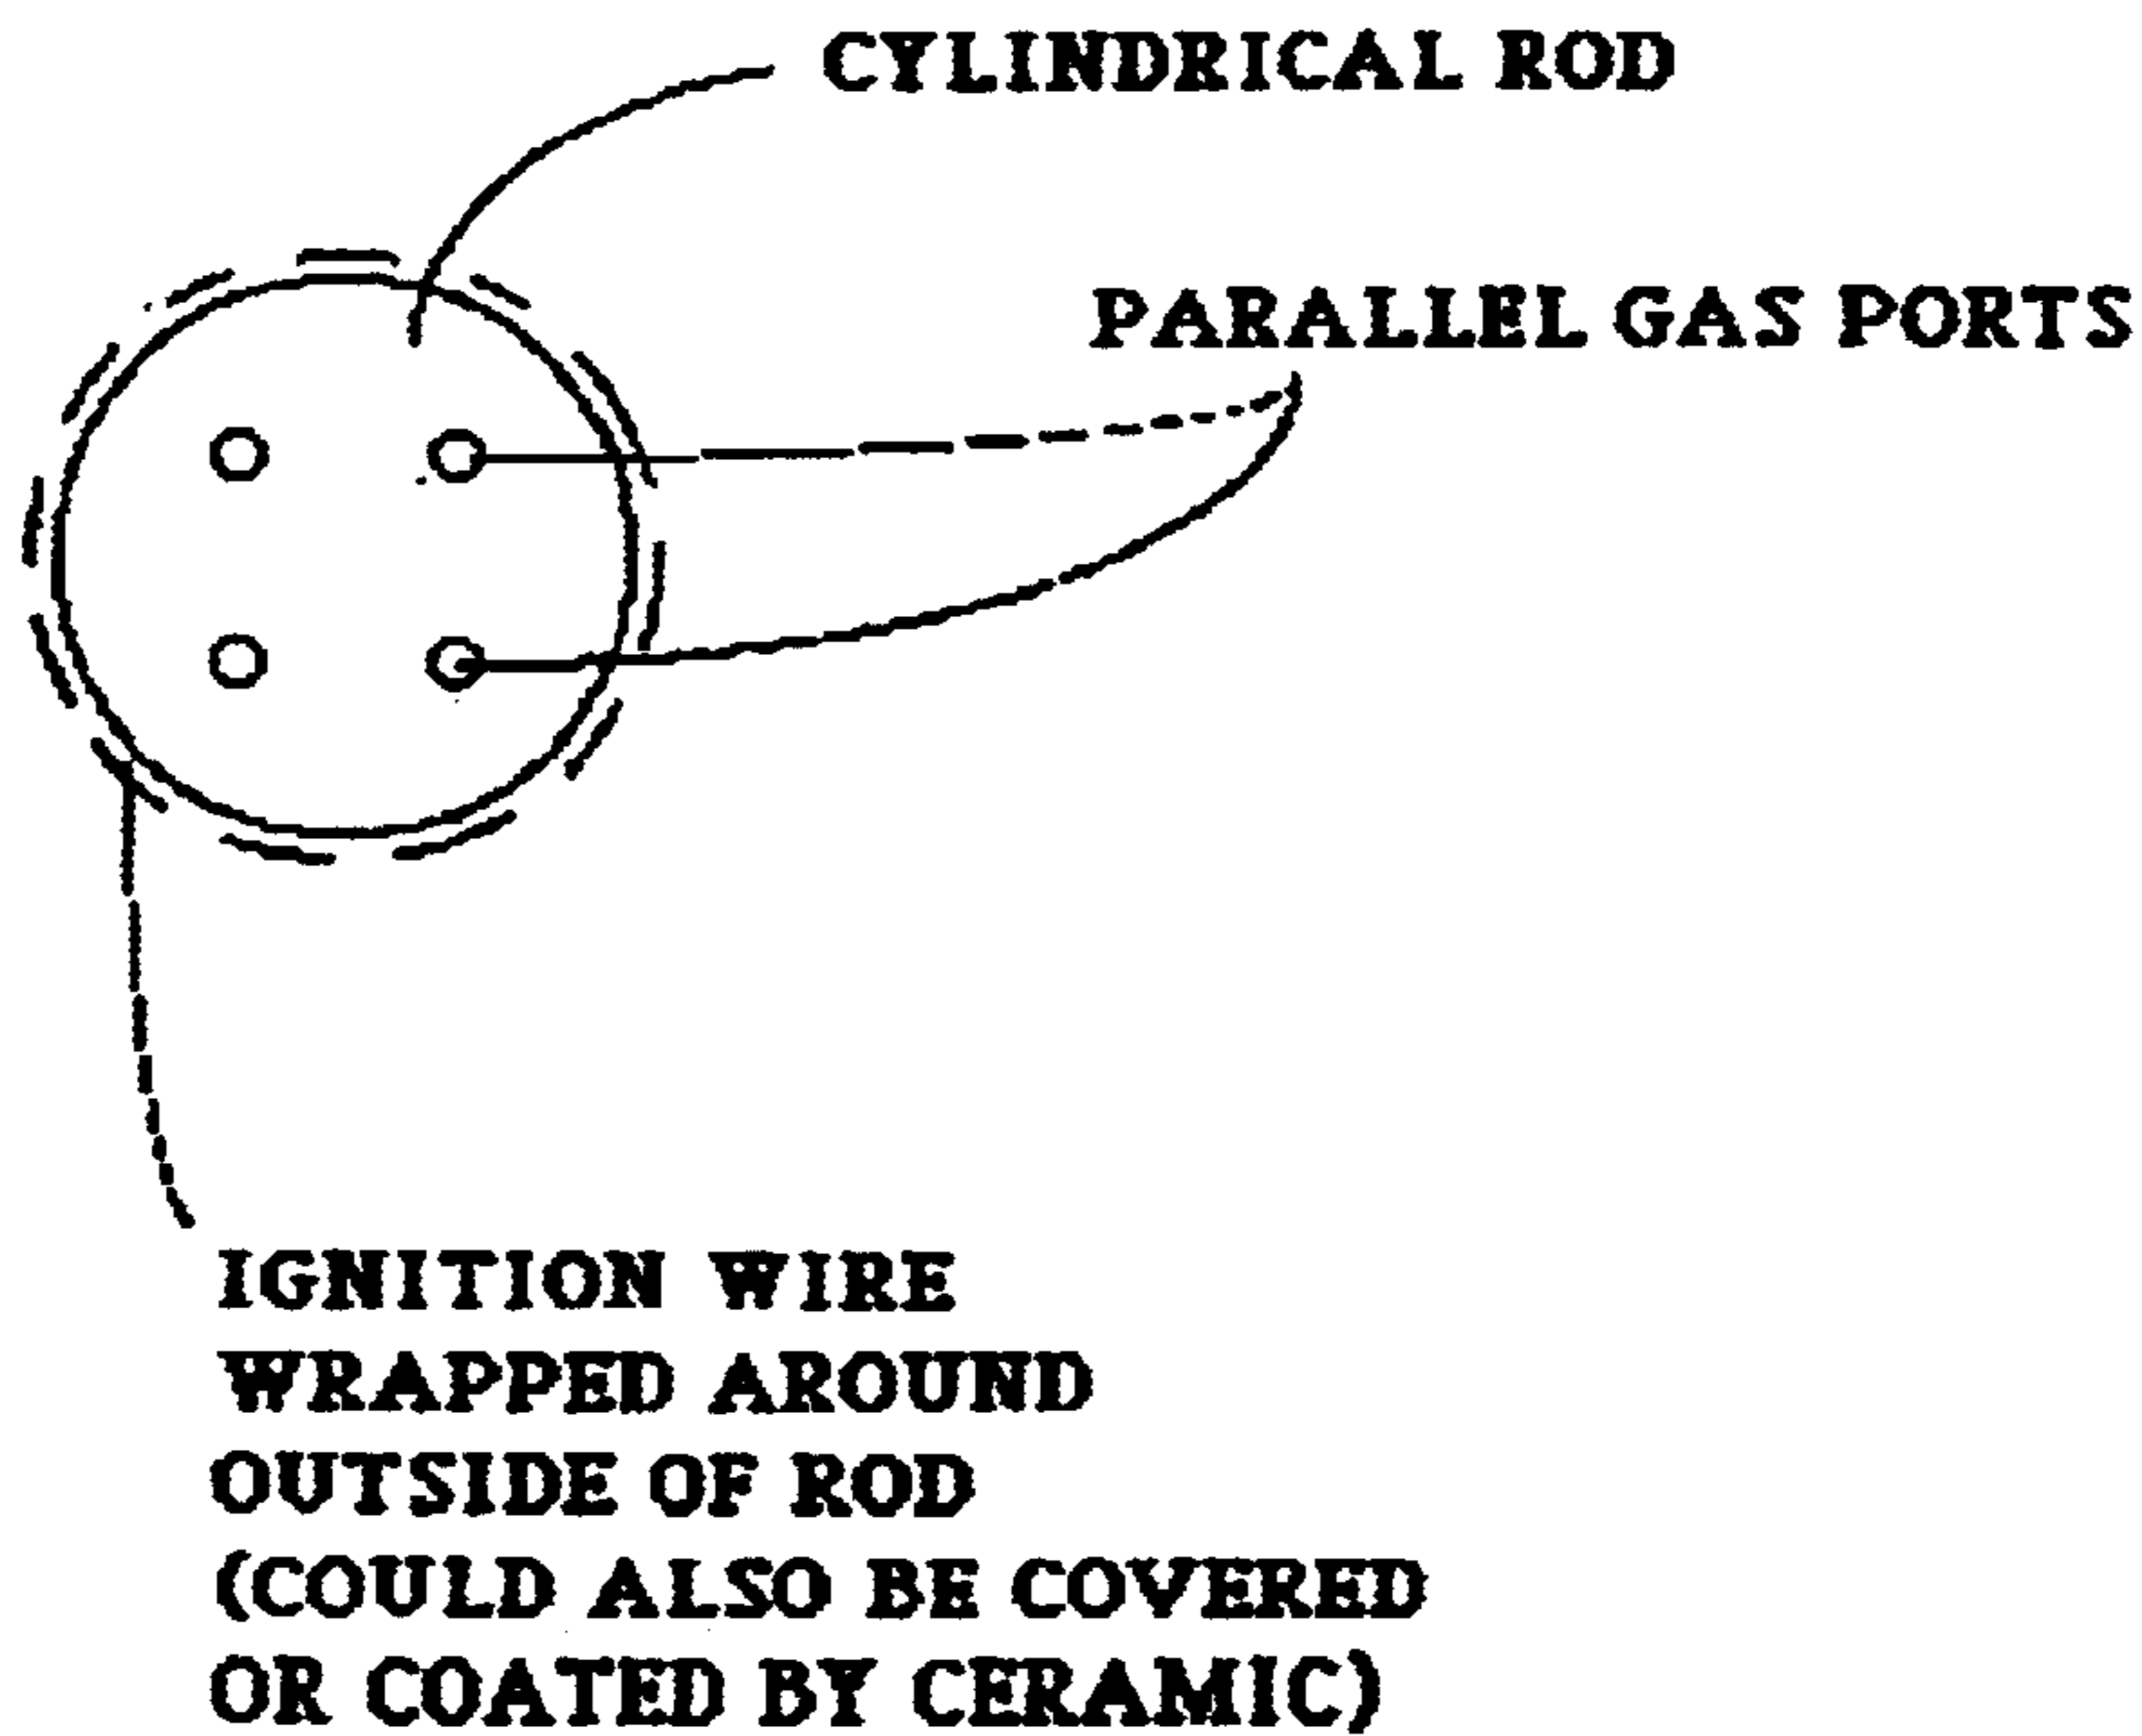 CYLINDRICAL ROD
PARALLEL GAS PORTS
IGNITION WIRE
WRAPPED AROUND
OUTSIDE OF ROD
(COULD ALSO BE COVERED
OR COATED BY CERAMIC)